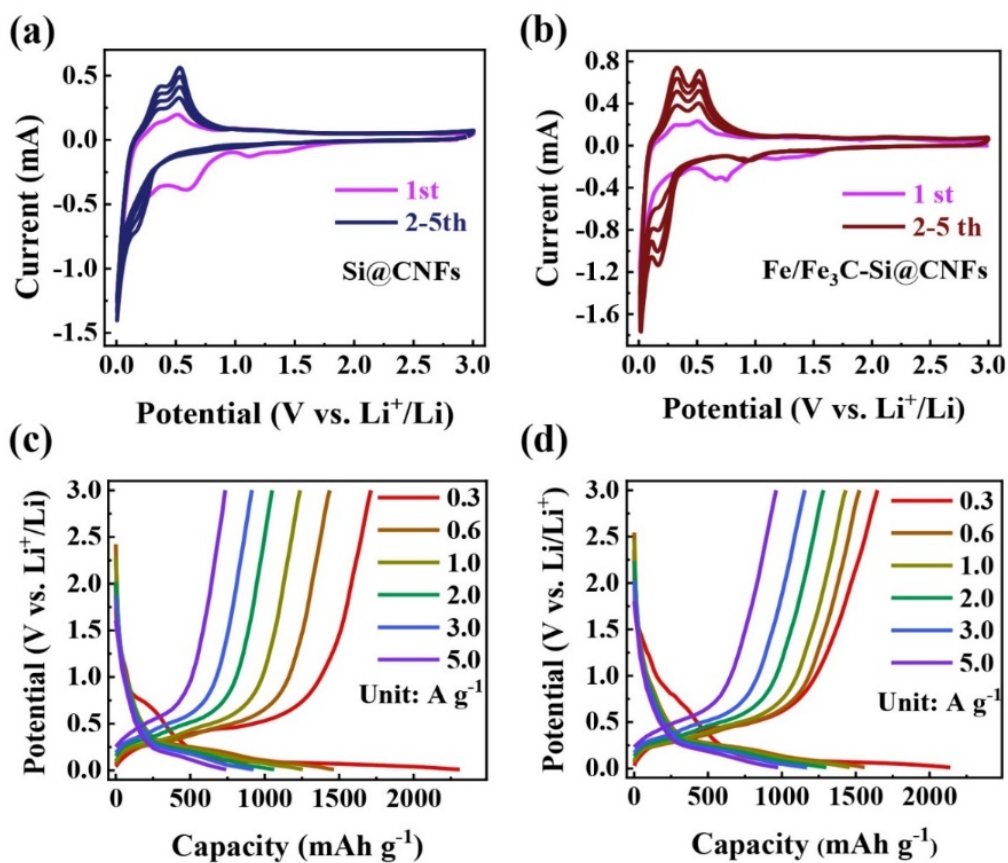 (a)
0.5
0.0
-0.5
-1.0
-1.5
Current (mA)
1st
2-5th
Si@CNFs
0.0 0.5 1.0 1.5 2.0 2.5 3.0
Potential (V vs. Li⁺/Li)
(b)
0.8
0.4
0.0
-0.4
-0.8
-1.2
-1.6
Current (mA)
1 st
2-5 th
Fe/Fe₃C-Si@CNFs
0.0 0.5 1.0 1.5 2.0 2.5 3.0
Potential (V vs. Li⁺/Li)
(c)
3.0
2.5
2.0
1.5
1.0
0.5
0.0
Potential (V vs. Li⁺/Li)
0.3
0.6
1.0
2.0
3.0
5.0
Unit: A g⁻¹
0 500 1000 1500 2000
Capacity (mAh g⁻¹)
(d)
3.0
2.5
2.0
1.5
1.0
0.5
0.0
Potential (V vs. Li/Li⁺)
0.3
0.6
1.0
2.0
3.0
5.0
Unit: A g⁻¹
0 500 1000 1500 2000
Capacity (mAh g⁻¹)